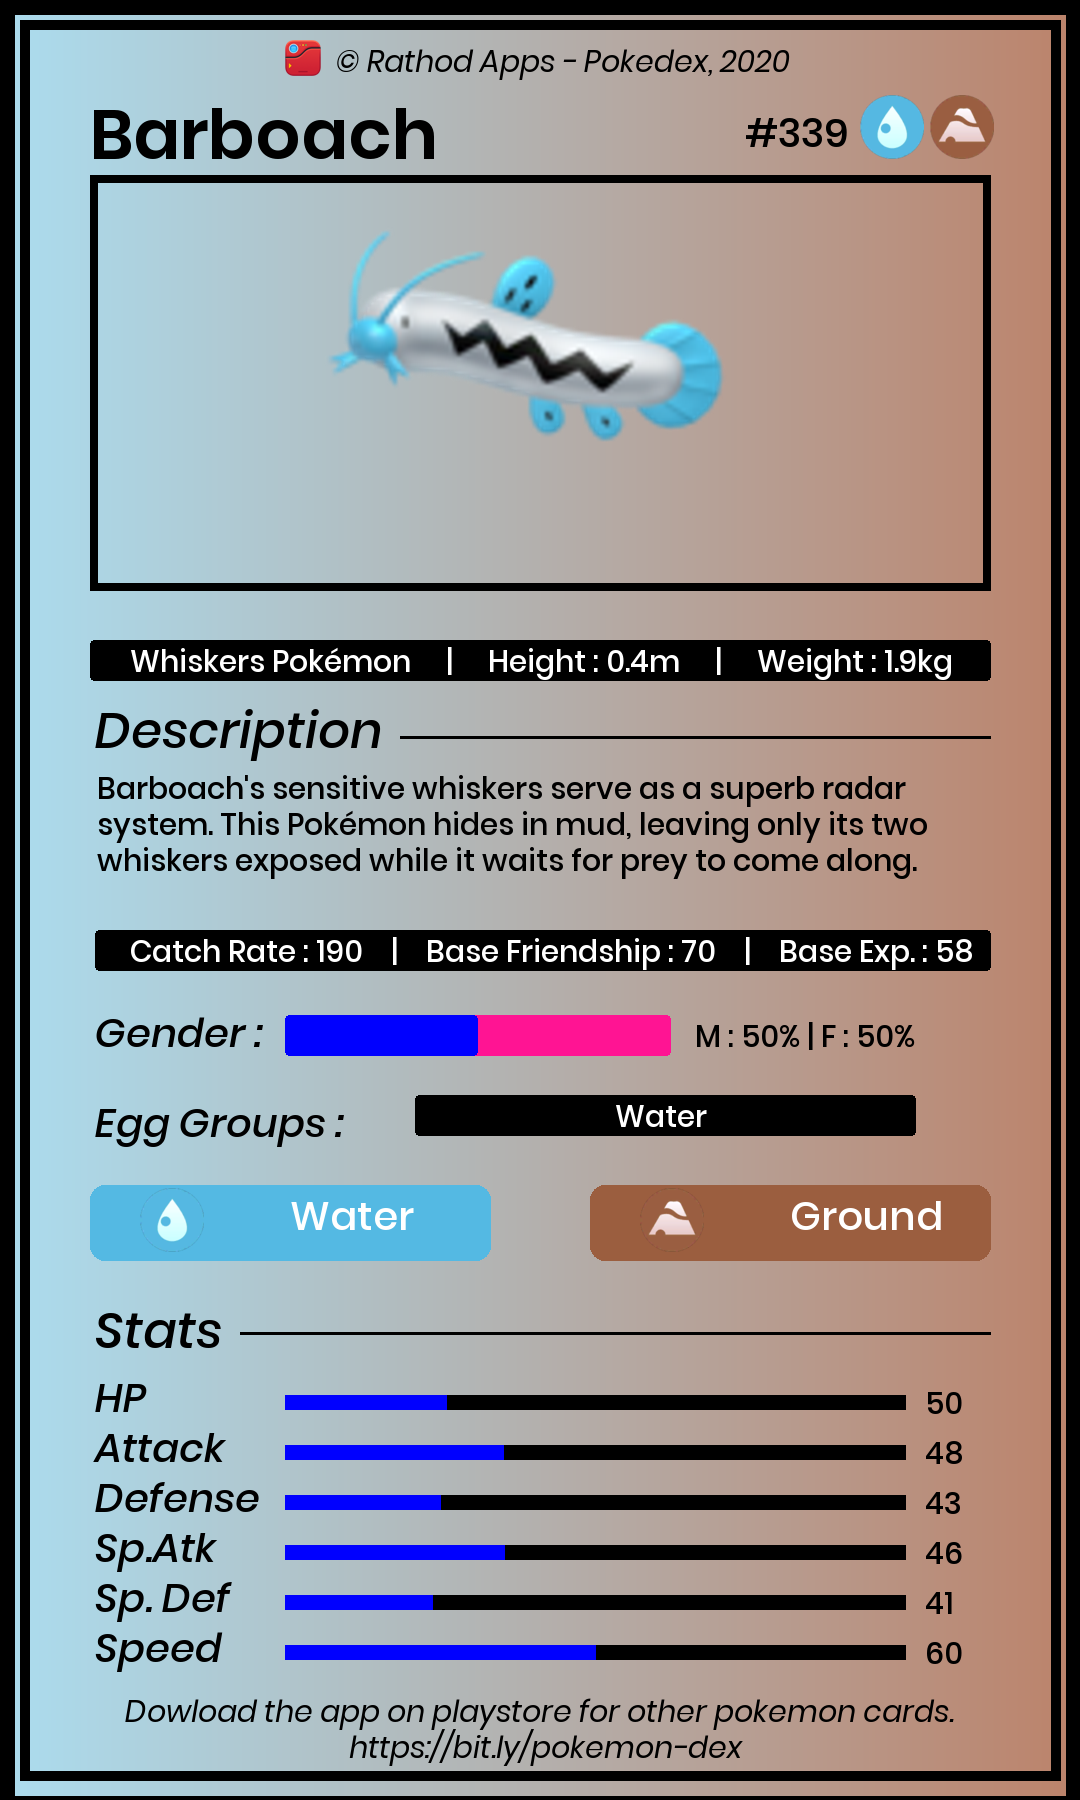 © Rathod Apps - Pokedex, 2020
Barboach #339
Whiskers Pokémon | Height : 0.4m | Weight : 1.9kg
Description
Barboach's sensitive whiskers serve as a superb radar
system. This Pokémon hides in mud, leaving only its two
whiskers exposed while it waits for prey to come along.
Catch Rate : 190 | Base Friendship : 70 | Base Exp. : 58
Gender : M : 50% | F : 50%
Egg Groups : Water
Water Ground
Stats
HP 50
Attack 48
Defense 43
Sp.Atk 46
Sp. Def 41
Speed 60
Dowload the app on playstore for other pokemon cards.
https://bit.ly/pokemon-dex